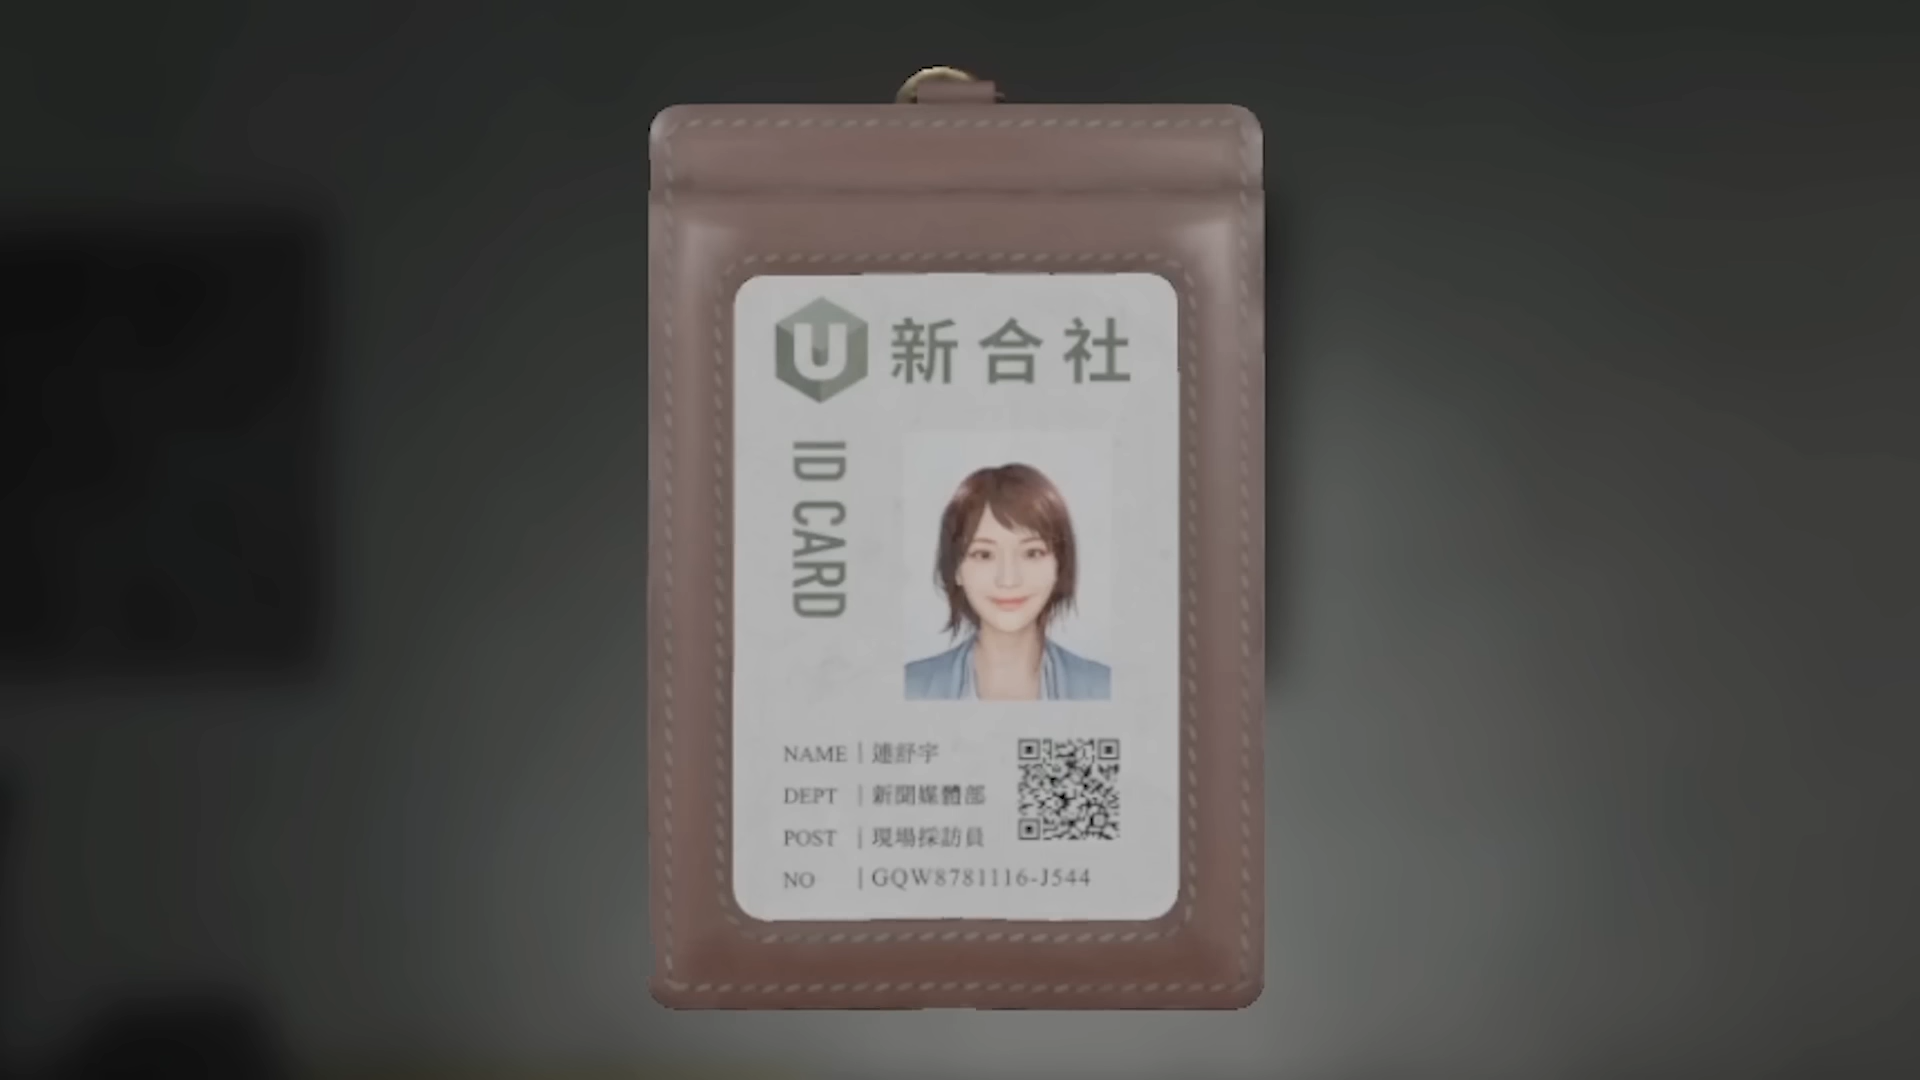 U 新合社
ID CARD
NAME | 連舒宇
DEPT | 新聞媒體部
POST | 現場採訪員
NO | GQW8781116-J544